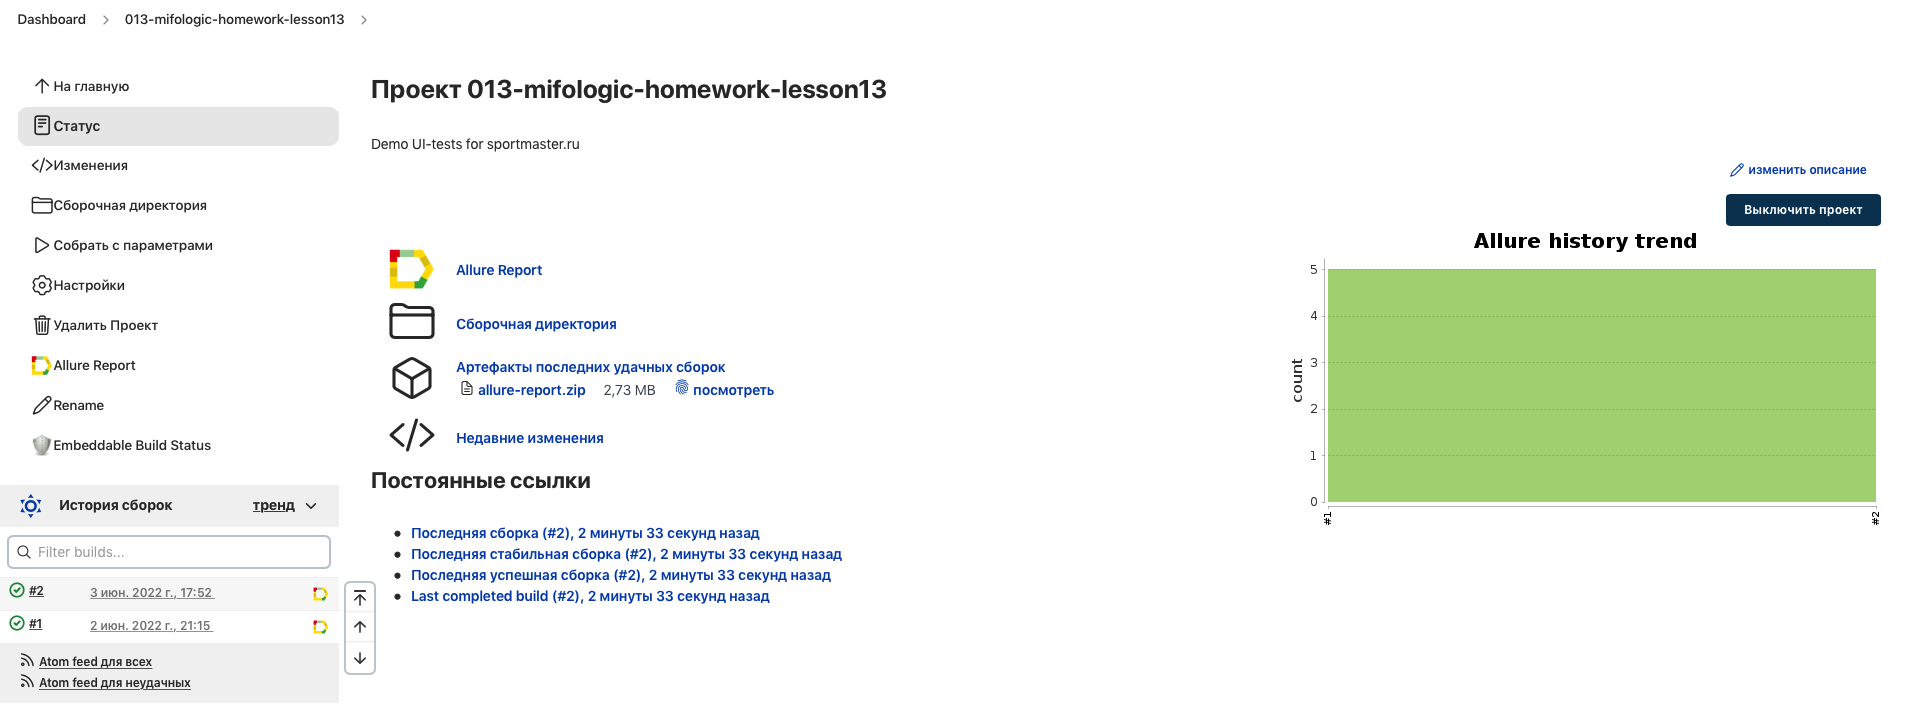 Dashboard
013-mifologic-homework-lesson13
На главную
Статус
Изменения
Сборочная директория
Собрать с параметрами
Настройки
Удалить Проект
Allure Report
Rename
Embeddable Build Status
История сборок
тренд
Filter builds...
#2
3 июн. 2022 г., 17:52
#1
2 июн. 2022 г., 21:15
Atom feed для всех
Atom feed для неудачных
Проект 013-mifologic-homework-lesson13
Demo UI-tests for sportmaster.ru
изменить описание
Выключить проект
Allure Report
Сборочная директория
Артефакты последних удачных сборок
allure-report.zip 2,73 MB посмотреть
Недавние изменения
Постоянные ссылки
Последняя сборка (#2), 2 минуты 33 секунд назад
Последняя стабильная сборка (#2), 2 минуты 33 секунд назад
Последняя успешная сборка (#2), 2 минуты 33 секунд назад
Last completed build (#2), 2 минуты 33 секунд назад
Allure history trend
count
5
4
3
2
1
0
#1
#2